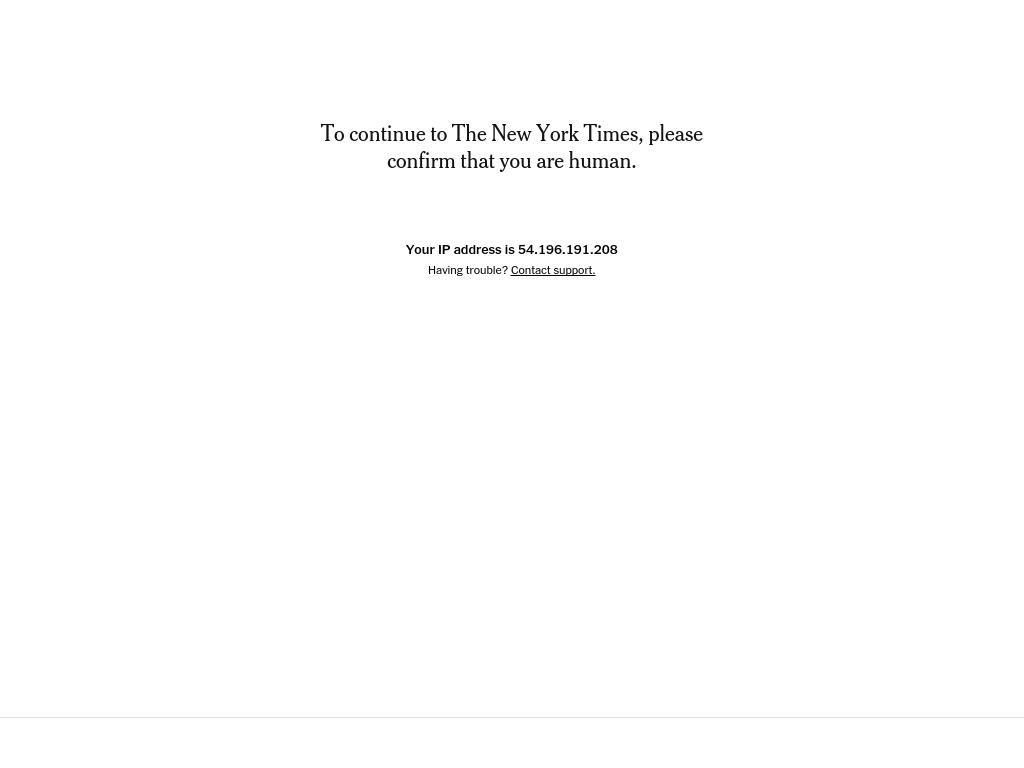 To continue to The New York Times, please
confirm that you are human.
Your IP address is 54.196.191.208
Having trouble? Contact support.